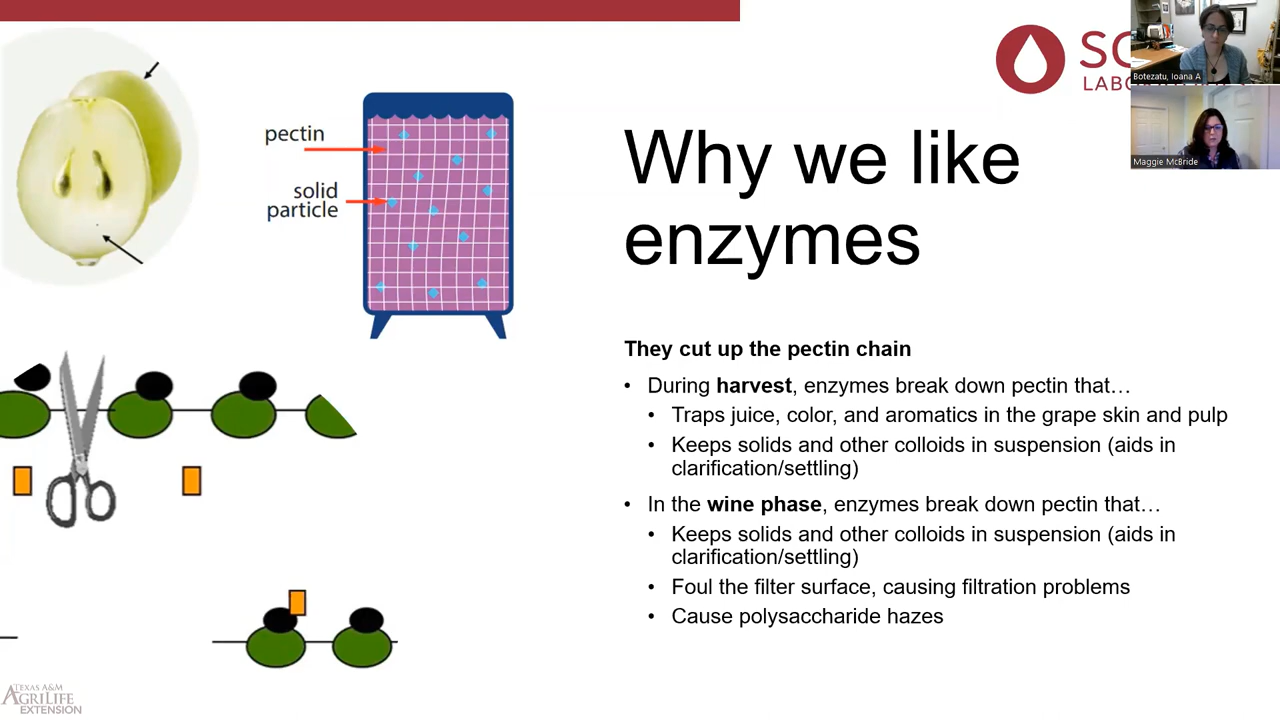 SC
LABO
Botezatu, Ioana A
Maggie McBride
pectin
solid
particle
Why we like
enzymes
They cut up the pectin chain
• During harvest, enzymes break down pectin that…
• Traps juice, color, and aromatics in the grape skin and pulp
• Keeps solids and other colloids in suspension (aids in
clarification/settling)
• In the wine phase, enzymes break down pectin that…
• Keeps solids and other colloids in suspension (aids in
clarification/settling)
• Foul the filter surface, causing filtration problems
• Cause polysaccharide hazes
TEXAS A&M
AGRILIFE
EXTENSION